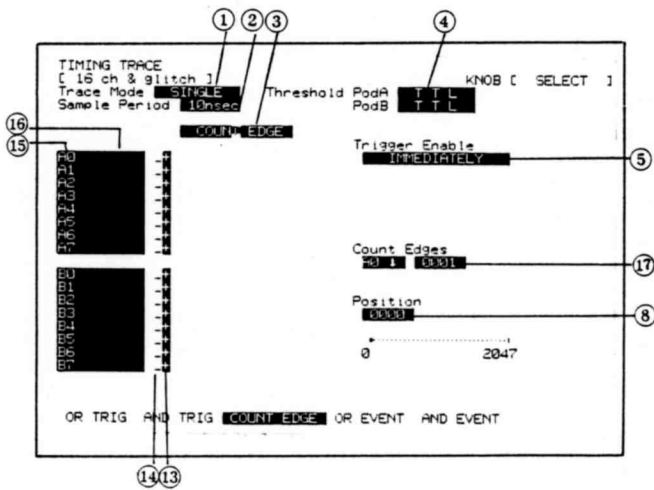 ① ② ③ ④
TIMING TRACE
[ 16 ch & glitch ]
KNOB [ SELECT ]
Trace Mode SINGLE Threshold PodA T T L
Sample Period 10nsec PodB T T L
COUNT EDGE
⑯
⑮
Trigger Enable
IMMEDIATELY ⑤
A0 - +
A1 - +
A2 - +
A3 - +
A4 - +
A5 - +
A6 - +
A7 - +
Count Edges
A0 ↓ 0001 ⑰
B0 - +
B1 - +
B2 - +
B3 - +
B4 - +
B5 - +
B6 - +
B7 - +
Position
0000 ⑧
0 2047
OR TRIG AND TRIG COUNT EDGE OR EVENT AND EVENT
⑭ ⑬